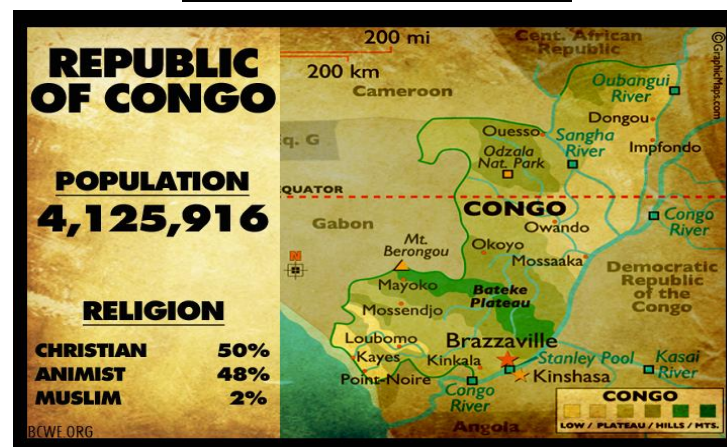 REPUBLIC
OF CONGO
POPULATION
4,125,916
RELIGION
CHRISTIAN 50%
ANIMIST 48%
MUSLIM 2%
BCWE.ORG
200 mi
200 km
Cent. African
Republic
©GraphicMaps.com
Cameroon
Oubangui
River
Dongou
Ouesso
Sangha
River
Impfondo
Eq. G
Odzala
Nat. Park
EQUATOR
CONGO
Congo
River
Gabon
Owando
Mt.
Berongou
Okoyo
Mossaaka
N
Democratic
Republic
of the
Congo
Mayoko
Bateke
Plateau
Mossendjo
Loubomo
Brazzaville
Kayes
Kinkala
Stanley Pool
Kasai
River
Point-Noire
Kinshasa
Congo
River
Angola
CONGO
LOW / PLATEAU / HILLS / MTS.